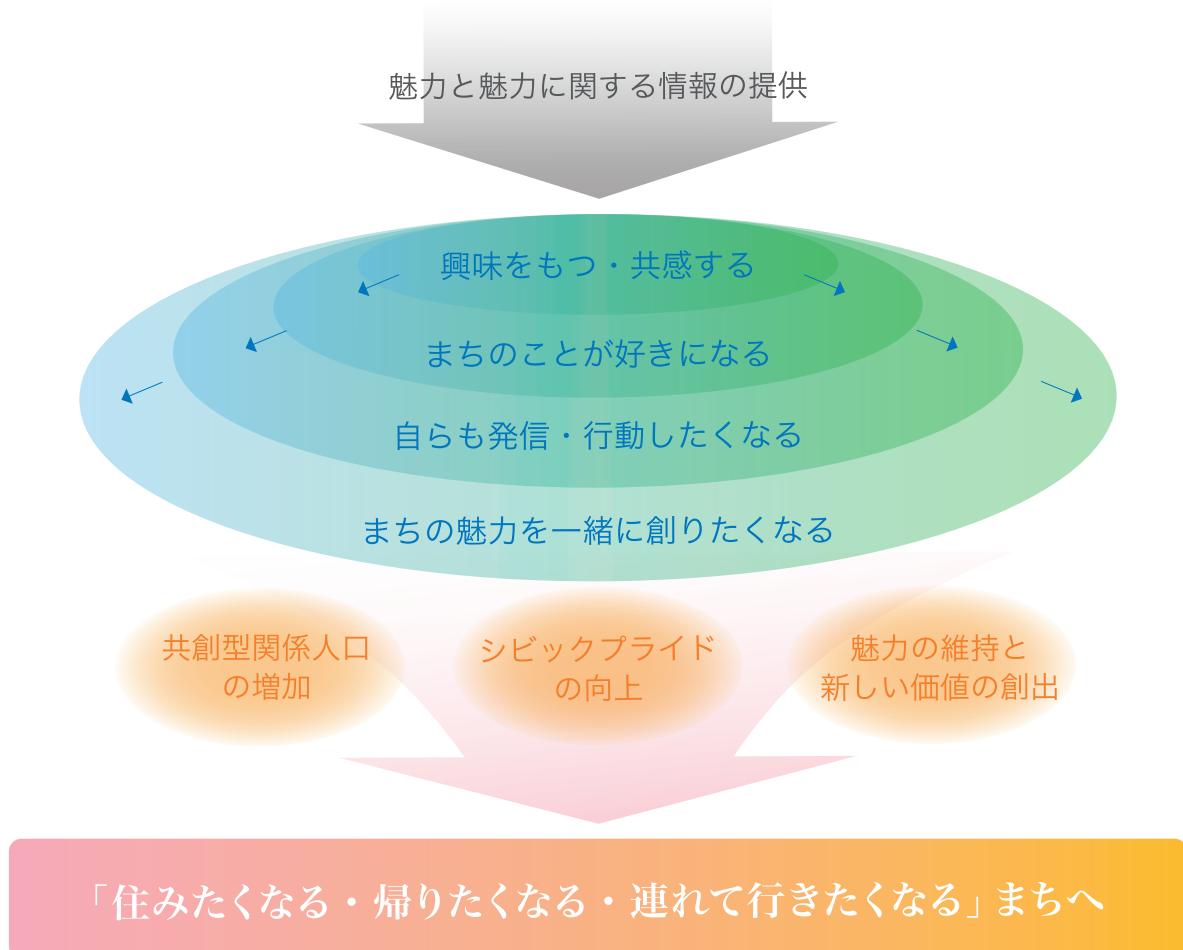 魅力と魅力に関する情報の提供
興味をもつ・共感する
まちのことが好きになる
自らも発信・行動したくなる
まちの魅力を一緒に創りたくなる
共創型関係人口
の増加
シビックプライド
の向上
魅力の維持と
新しい価値の創出
「住みたくなる・帰りたくなる・連れて行きたくなる」まちへ